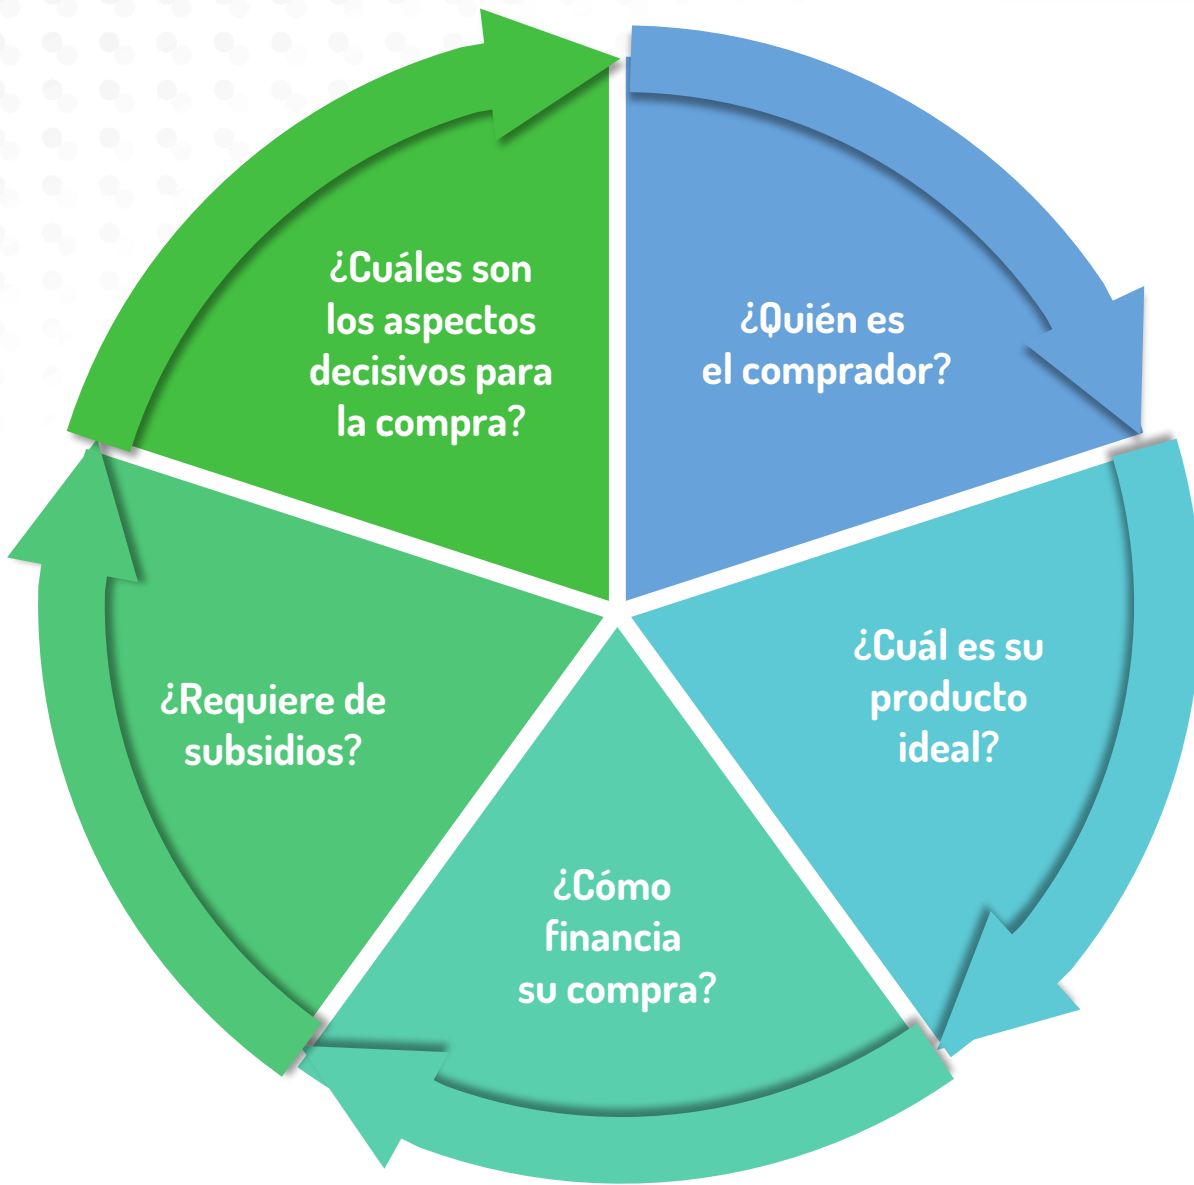 ¿Quién es
el comprador?
¿Cuál es su
producto
ideal?
¿Cómo
financia
su compra?
¿Requiere de
subsidios?
¿Cuáles son
los aspectos
decisivos para
la compra?